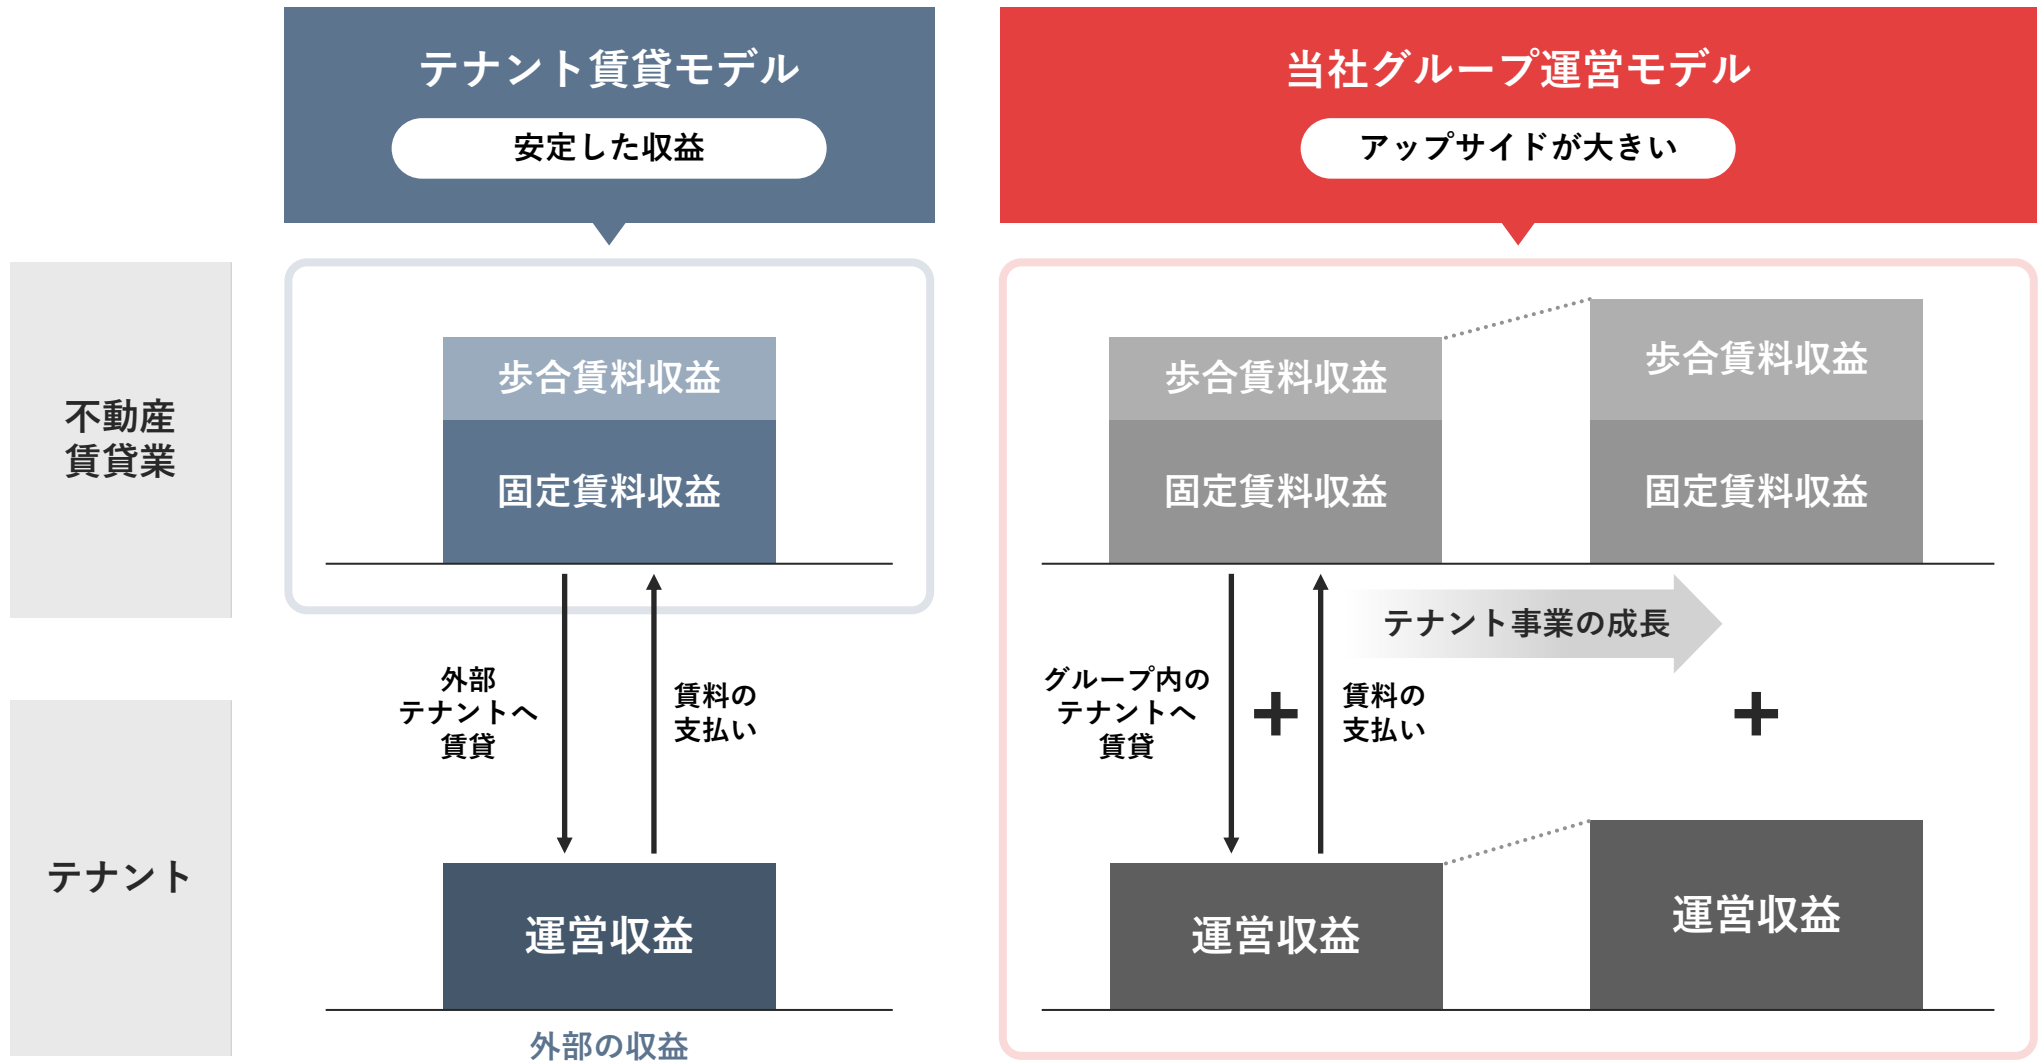 テナント賃貸モデル
安定した収益
当社グループ運営モデル
アップサイドが大きい
不動産
賃貸業
歩合賃料収益
固定賃料収益
歩合賃料収益
固定賃料収益
歩合賃料収益
固定賃料収益
外部
テナントへ
賃貸
賃料の
支払い
グループ内の
テナントへ
賃貸
+
賃料の
支払い
テナント事業の成長
+
テナント
運営収益
外部の収益
運営収益
運営収益